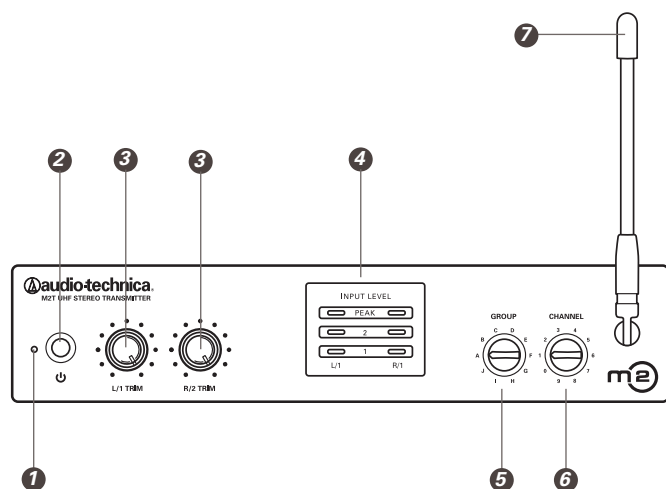 7
2
3
3
4
audio-technica®
M2T UHF STEREO TRANSMITTER
INPUT LEVEL
PEAK
2
1
L/1
R/1
L/1 TRIM
R/2 TRIM
GROUP
A B C D E F G H I J
CHANNEL
1 2 3 4 5 6 7 8 9 0
m2
1
5
6